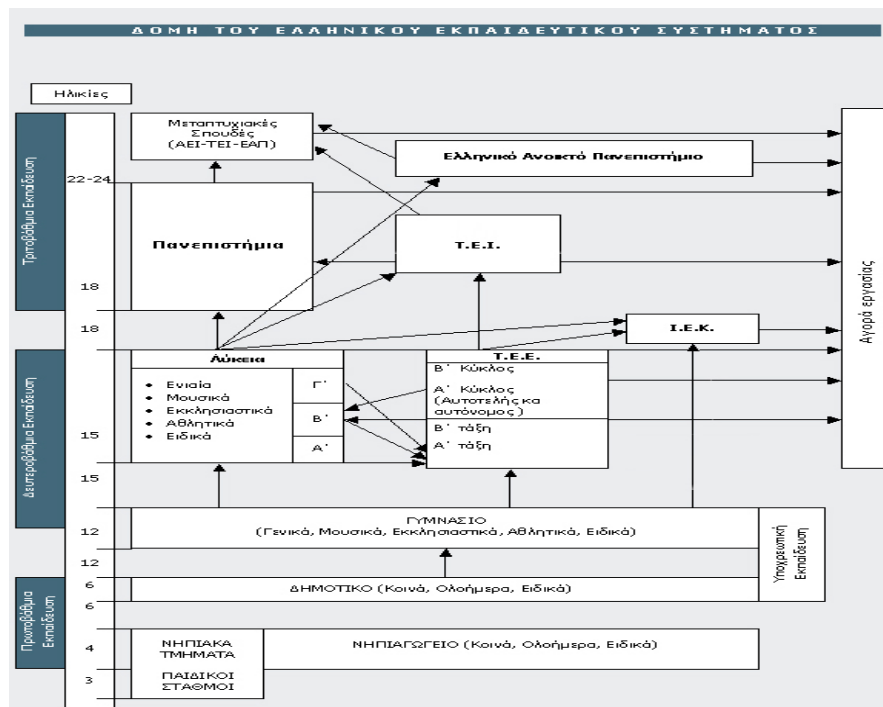 ΔΟΜΗ ΤΟΥ ΕΛΛΗΝΙΚΟΥ ΕΚΠΑΙΔΕΥΤΙΚΟΥ ΣΥΣΤΗΜΑΤΟΣ
Ηλικίες
Τριτοβάθμια Εκπαίδευση
Μεταπτυχιακές
Σπουδές
(ΑΕΙ-ΤΕΙ-ΕΑΠ)
Ελληνικό Ανοικτό Πανεπιστήμιο
22-24
Πανεπιστήμια
Τ.Ε.Ι.
18
18
Ι.Ε.Κ.
Αγορά εργασίας
Δευτεροβάθμια Εκπαίδευση
Λύκεια
• Ενιαία
• Μουσικά
• Εκκλησιαστικά
• Αθλητικά
• Ειδικά
Γ΄
Β΄
Α΄
Τ.Ε.Ε.
Β΄ Κύκλος
Α΄ Κύκλος
(Αυτοτελής κα
αυτόνομος)
Β΄ τάξη
Α΄ τάξη
15
15
12
ΓΥΜΝΑΣΙΟ
(Γενικά, Μουσικά, Εκκλησιαστικά, Αθλητικά, Ειδικά)
Υποχρεωτική
Εκπαίδευση
12
Πρωτοβάθμια
Εκπαίδευση
6
ΔΗΜΟΤΙΚΟ (Κοινά, Ολοήμερα, Ειδικά)
6
4
ΝΗΠΙΑΚΑ
ΤΜΗΜΑΤΑ
ΝΗΠΙΑΓΩΓΕΙΟ (Κοινά, Ολοήμερα, Ειδικά)
3
ΠΑΙΔΙΚΟΙ
ΣΤΑΘΜΟΙ